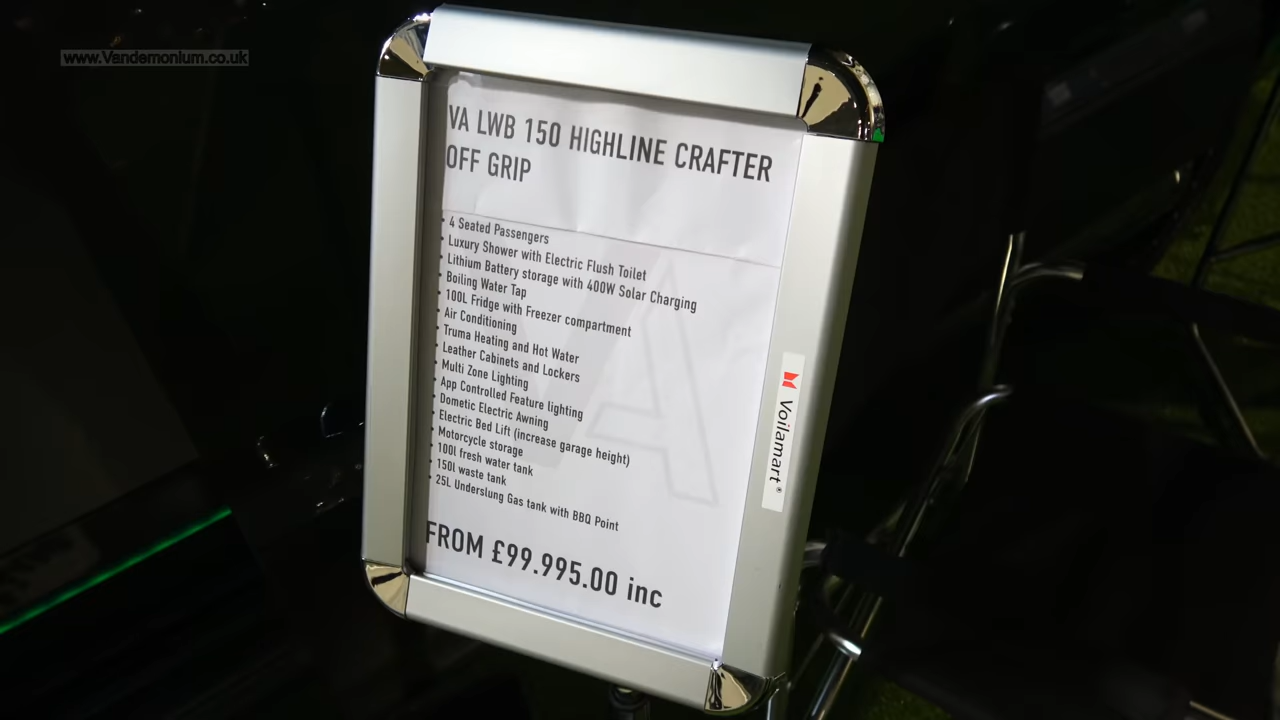 www.Vandemonium.co.uk
VA LWB 150 HIGHLINE CRAFTER
OFF GRIP
• 4 Seated Passengers
• Luxury Shower with Electric Flush Toilet
• Lithium Battery storage with 400W Solar Charging
• Boiling Water Tap
• 100L Fridge with Freezer compartment
• Air Conditioning
• Truma Heating and Hot Water
• Leather Cabinets and Lockers
• Multi Zone Lighting
• App Controlled Feature lighting
• Dometic Electric Awning
• Electric Bed Lift (increase garage height)
• Motorcycle storage
• 100l fresh water tank
• 150l waste tank
• 25L Underslung Gas tank with BBQ Point
FROM £99.995.00 inc
Voilamart®